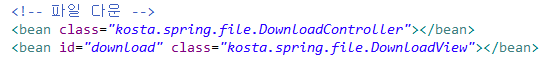 <!-- 파일 다운 -->
<bean class="kosta.spring.file.DownloadController"></bean>
<bean id="download" class="kosta.spring.file.DownloadView"></bean>